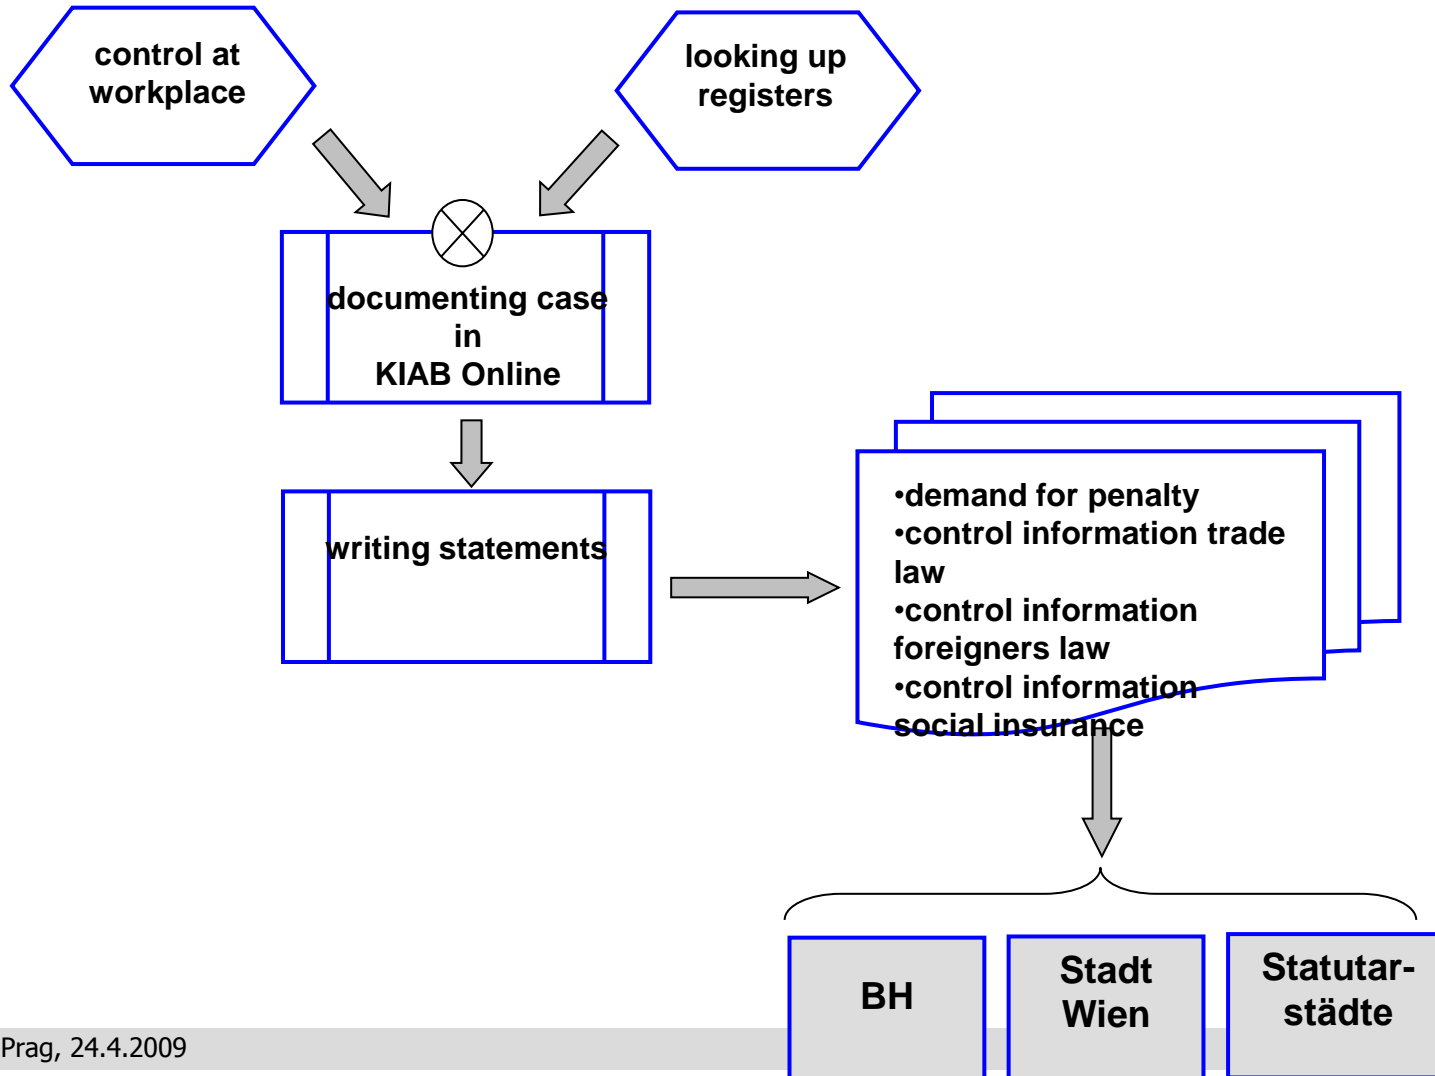 control at
workplace
looking up
registers
documenting case
in
KIAB Online
writing statements
•demand for penalty
•control information trade
law
•control information
foreigners law
•control information
social insurance
BH
Stadt
Wien
Statutar-
städte
Prag, 24.4.2009